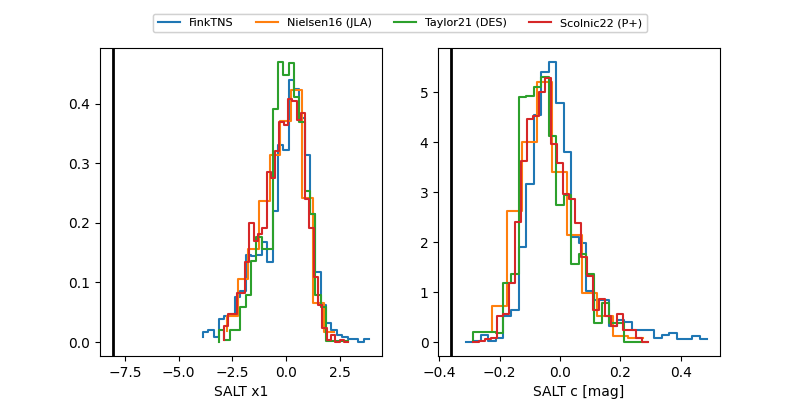 FinkTNS Nielsen16 (JLA) Taylor21 (DES) Scolnic22 (P+)
0.4
0.3
0.2
0.1
0.0
−7.5 −5.0 −2.5 0.0 2.5
SALT x1
5
4
3
2
1
0
−0.4 −0.2 0.0 0.2 0.4
SALT c [mag]